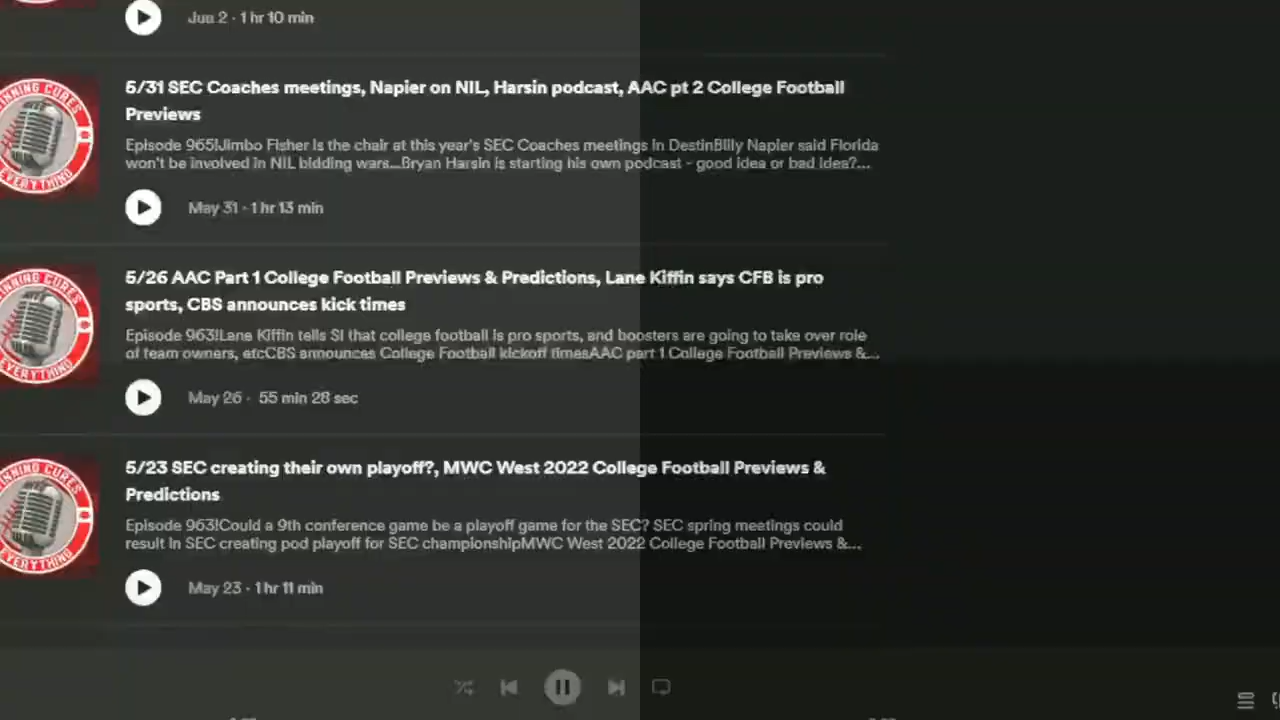 Jun 2 · 1 hr 10 min
5/31 SEC Coaches meetings, Napier on NIL, Harsin podcast, AAC pt 2 College Football
Previews
Episode 965!Jimbo Fisher is the chair at this year's SEC Coaches meetings in DestinBilly Napier said Florida
won't be involved in NIL bidding wars...Bryan Harsin is starting his own podcast - good idea or bad idea?...
May 31 · 1 hr 13 min
5/26 AAC Part 1 College Football Previews & Predictions, Lane Kiffin says CFB is pro
sports, CBS announces kick times
Episode 963!Lane Kiffin tells SI that college football is pro sports, and boosters are going to take over role
of team owners, etcCBS announces College Football kickoff timesAAC part 1 College Football Previews &...
May 26 · 55 min 28 sec
5/23 SEC creating their own playoff?, MWC West 2022 College Football Previews &
Predictions
Episode 963!Could a 9th conference game be a playoff game for the SEC? SEC spring meetings could
result in SEC creating pod playoff for SEC championshipMWC West 2022 College Football Previews &...
May 23 · 1 hr 11 min
WINNING CURES
EVERYTHING
WINNING CURES
EVERYTHING
WINNING CURES
EVERYTHING